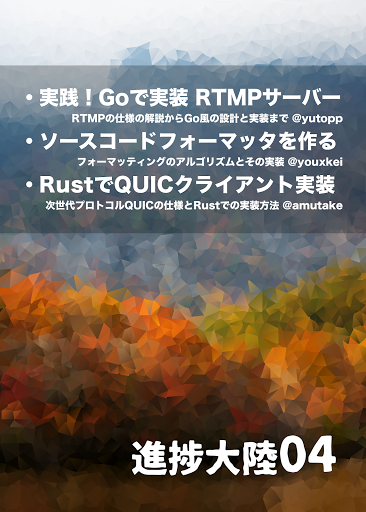 ・実践！Goで実装 RTMPサーバー
RTMPの仕様の解説からGo風の設計と実装まで @yutopp
・ソースコードフォーマッタを作る
フォーマッティングのアルゴリズムとその実装 @youxkei
・RustでQUICクライアント実装
次世代プロトコルQUICの仕様とRustでの実装方法 @amutake
進捗大陸04